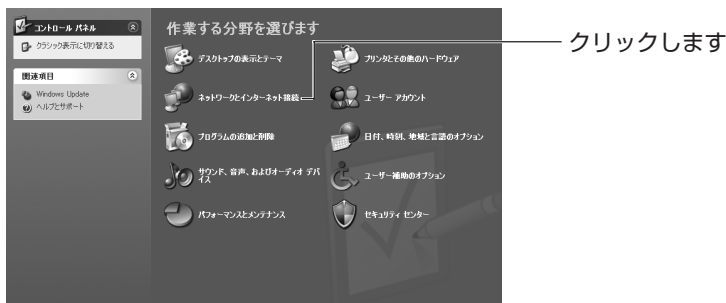 コントロール パネル
クラシック表示に切り替える
関連項目
Windows Update
ヘルプとサポート
作業する分野を選びます
デスクトップの表示とテーマ
プリンタとその他のハードウェア
ネットワークとインターネット接続
ユーザー アカウント
プログラムの追加と削除
日付、時刻、地域と言語のオプション
サウンド、音声、およびオーディオ デバ
イス
ユーザー補助のオプション
パフォーマンスとメンテナンス
セキュリティ センター
クリックします